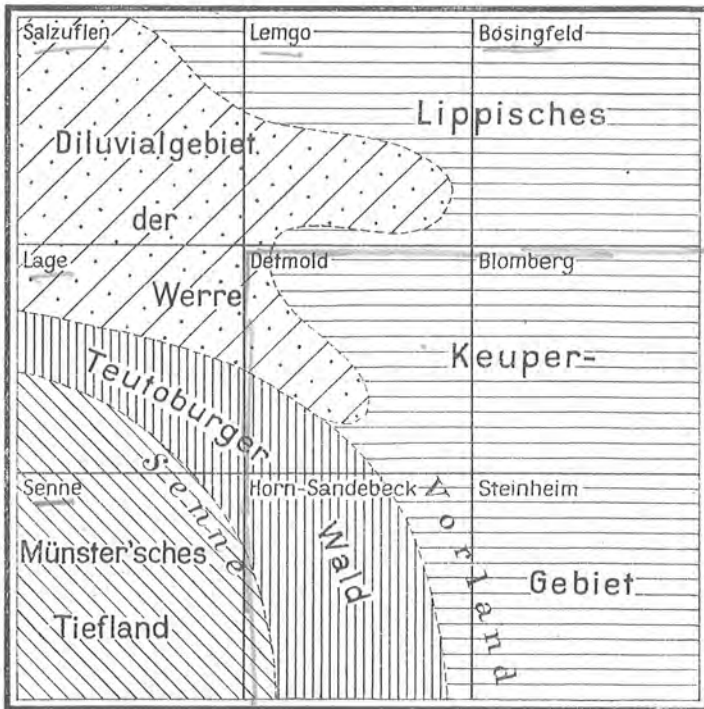 Salzuflen
Lemgo
Bösingfeld
Lippisches
Diluvialgebiet.
der
Lage
Detmold
Blomberg
Werre
Keuper-
Teutoburger
Senne
Senne
Horn-Sandebeck
Steinheim
Vorland
Münster'sches
Wald
Gebiet
Tiefland